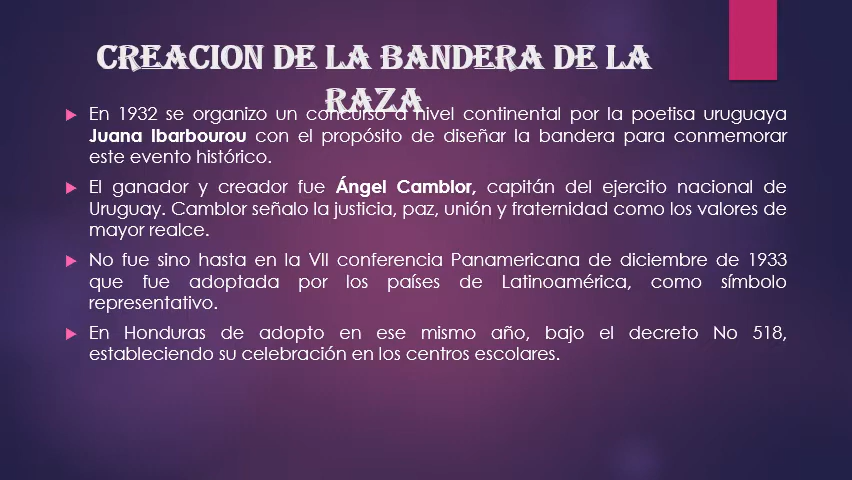 CREACION DE LA BANDERA DE LA
RAZA
En 1932 se organizo un concurso a nivel continental por la poetisa uruguaya
Juana Ibarbourou con el propósito de diseñar la bandera para conmemorar
este evento histórico.
El ganador y creador fue Ángel Camblor, capitán del ejercito nacional de
Uruguay. Camblor señalo la justicia, paz, unión y fraternidad como los valores de
mayor realce.
No fue sino hasta en la VII conferencia Panamericana de diciembre de 1933
que fue adoptada por los países de Latinoamérica, como símbolo
representativo.
En Honduras de adopto en ese mismo año, bajo el decreto No 518,
estableciendo su celebración en los centros escolares.